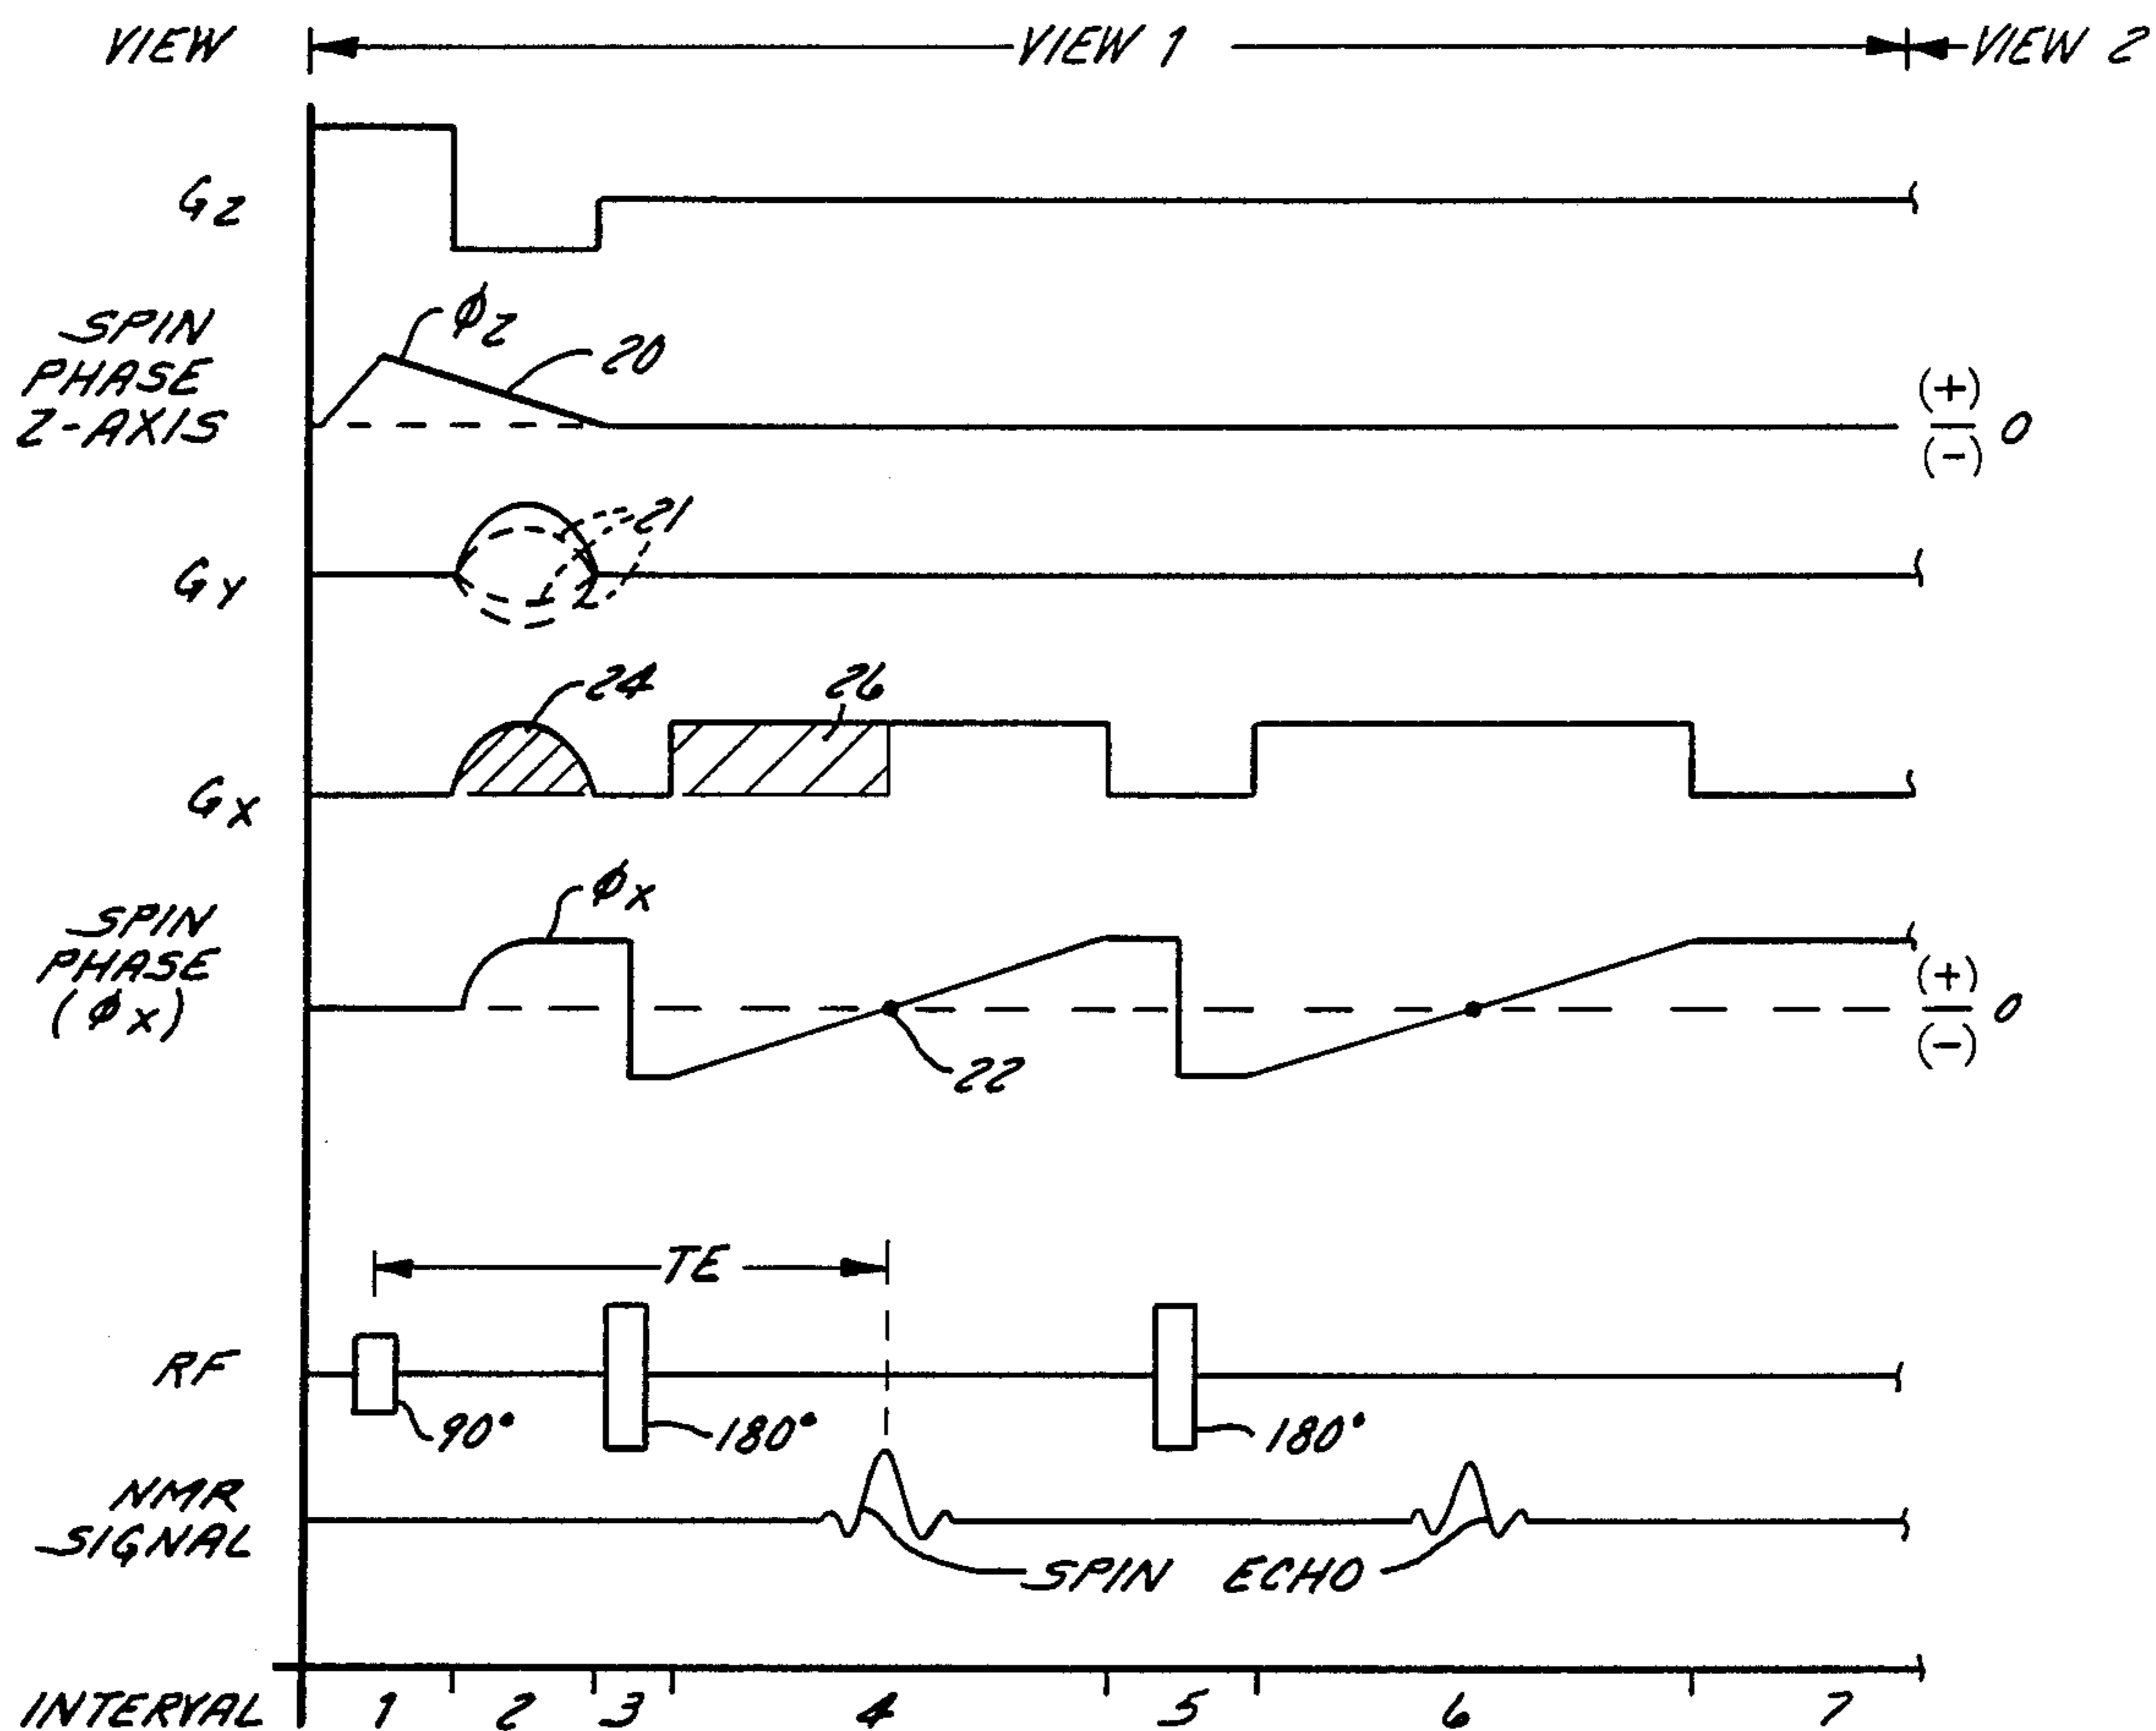 VIEW VIEW 1 VIEW 2
GZ
SPIN PHASE Z-AXIS
ϕZ
20
(+)
(-) 0
GY
21
GX
24
26
SPIN PHASE (ϕX)
ϕX
22
(+)
(-) 0
TE
RF
90°
180°
180°
NMR SIGNAL
SPIN ECHO
INTERVAL 1 2 3 4 5 6 7